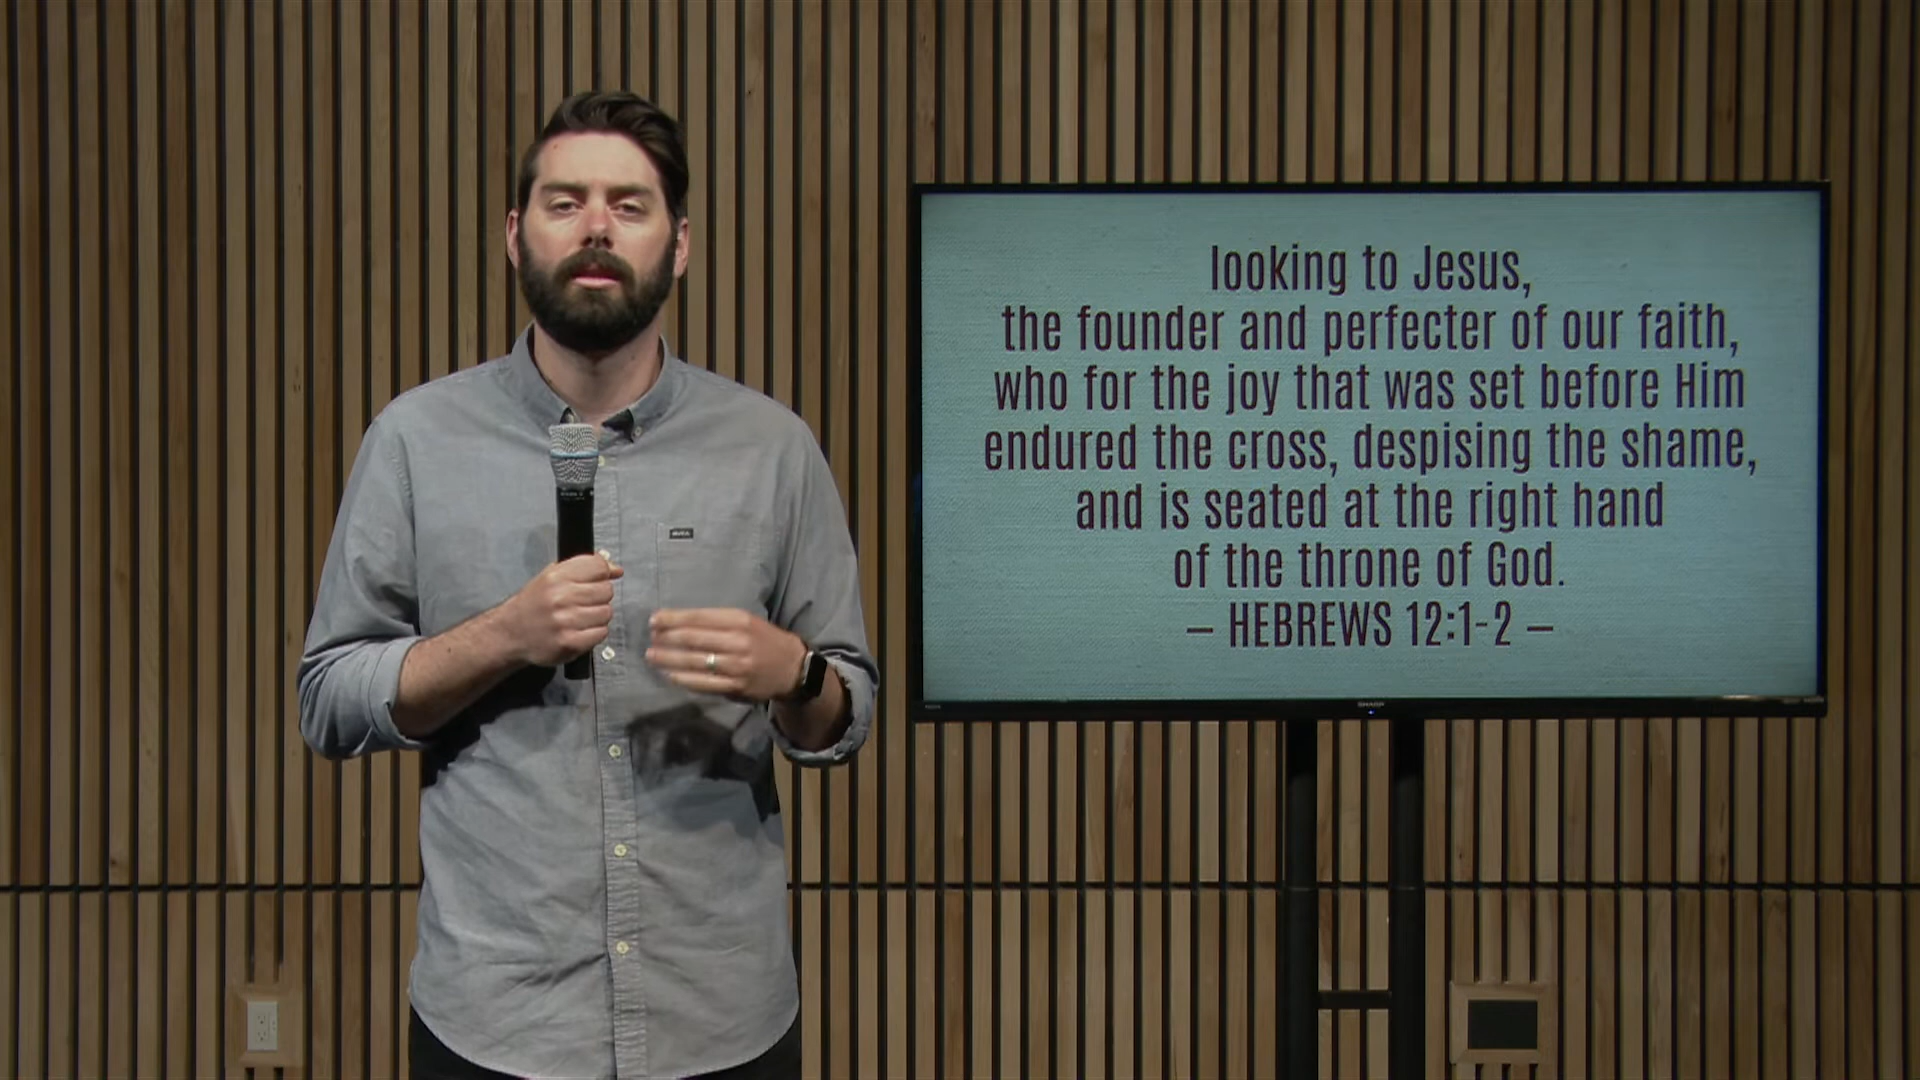 looking to Jesus,
the founder and perfecter of our faith,
who for the joy that was set before Him
endured the cross, despising the shame,
and is seated at the right hand
of the throne of God.
– HEBREWS 12:1-2 –
SHARP